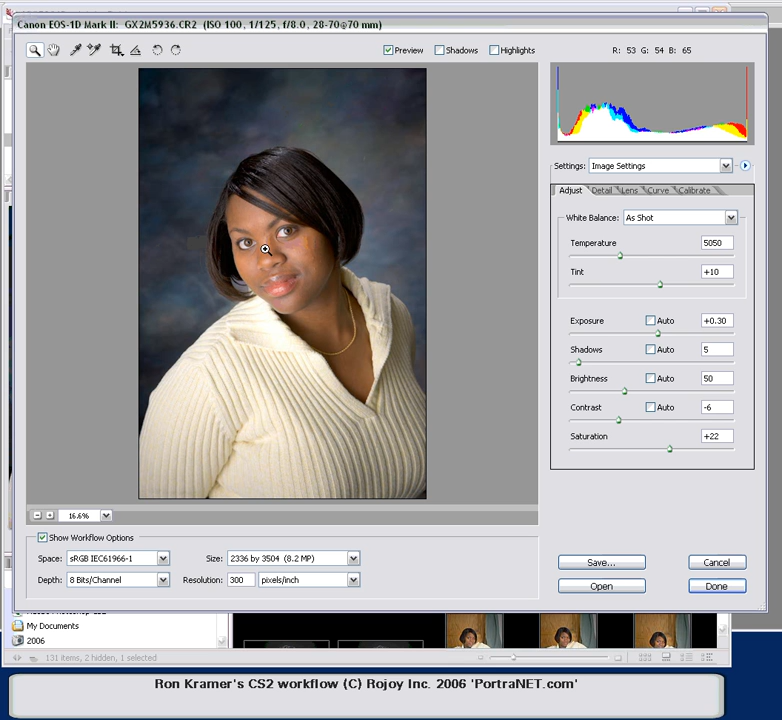 Canon EOS-1D Mark II: GX2M5936.CR2 (ISO 100, 1/125, f/8.0, 28-70@70 mm)
Preview Shadows Highlights R: 53 G: 54 B: 65
Settings: Image Settings
Adjust Detail Lens Curve Calibrate
White Balance: As Shot
Temperature 5050
Tint +10
Exposure Auto +0.30
Shadows Auto 5
Brightness Auto 50
Contrast Auto -6
Saturation +22
16.6%
Show Workflow Options
Space: sRGB IEC61966-1 Size: 2336 by 3504 (8.2 MP)
Depth: 8 Bits/Channel Resolution: 300 pixels/inch
Save... Cancel
Open Done
My Documents
2006
131 items, 2 hidden, 1 selected
Ron Kramer's CS2 workflow (C) Rojoy Inc. 2006 'PortraNET.com'